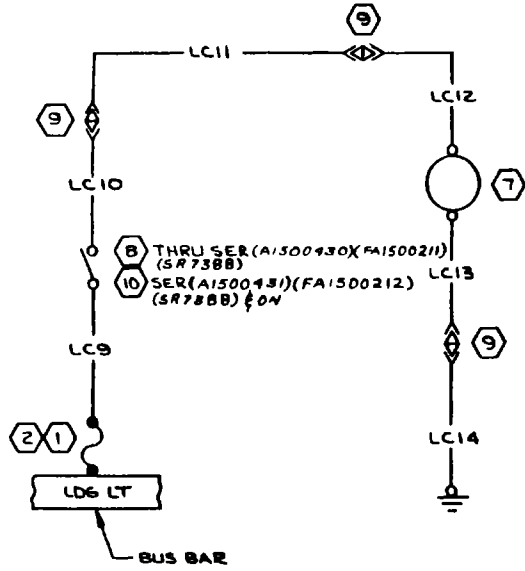 9
LC11
LC12
9
LC10
7
8 THRU SER (A1500430)(FA1500211)
(SR7388)
10 SER (A1500431)(FA1500212)
(SR7388) & ON
LC13
9
LC9
2 1
LC14
LDG LT
BUS BAR